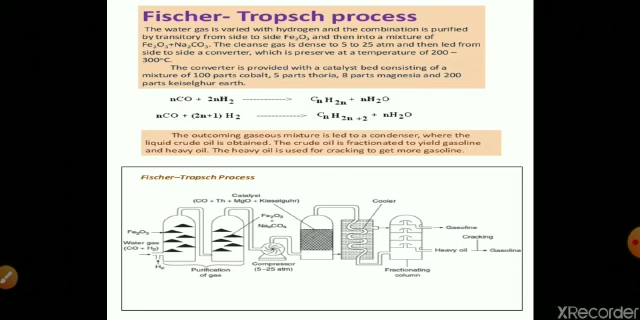 Fischer- Tropsch process
The water gas is varied with hydrogen and the combination is purified
by transitory from side to side Fe₂O₃ and then into a mixture of
Fe₂O₃+Na₂CO₃. The cleanse gas is dense to 5 to 25 atm and then led from
side to side a converter, which is preserve at a temperature of 200 –
300°C.
The converter is provided with a catalyst bed consisting of a
mixture of 100 parts cobalt, 5 parts thoria, 8 parts magnesia and 200
parts keiselghur earth.
nCO + 2nH₂ ------------> CnH2n + nH₂O
nCO + (2n+1) H₂ ------------> CnH2n+2 + nH₂O
The outcoming gaseous mixture is led to a condenser, where the
liquid crude oil is obtained. The crude oil is fractionated to yield gasoline
and heavy oil. The heavy oil is used for cracking to get more gasoline.
Fischer–Tropsch Process
Catalyst
(CO + Th + MgO + Kieselguhr)
Cooler
Fe₂O₃
Fe₂O₃
+
Na₂CO₃
Water gas
(CO + H₂)
H₂
Purification
of gas
Compressor
(5–25 atm)
Fractionating
column
Gasoline
Cracking
Heavy oil
Gasoline
XRecorder